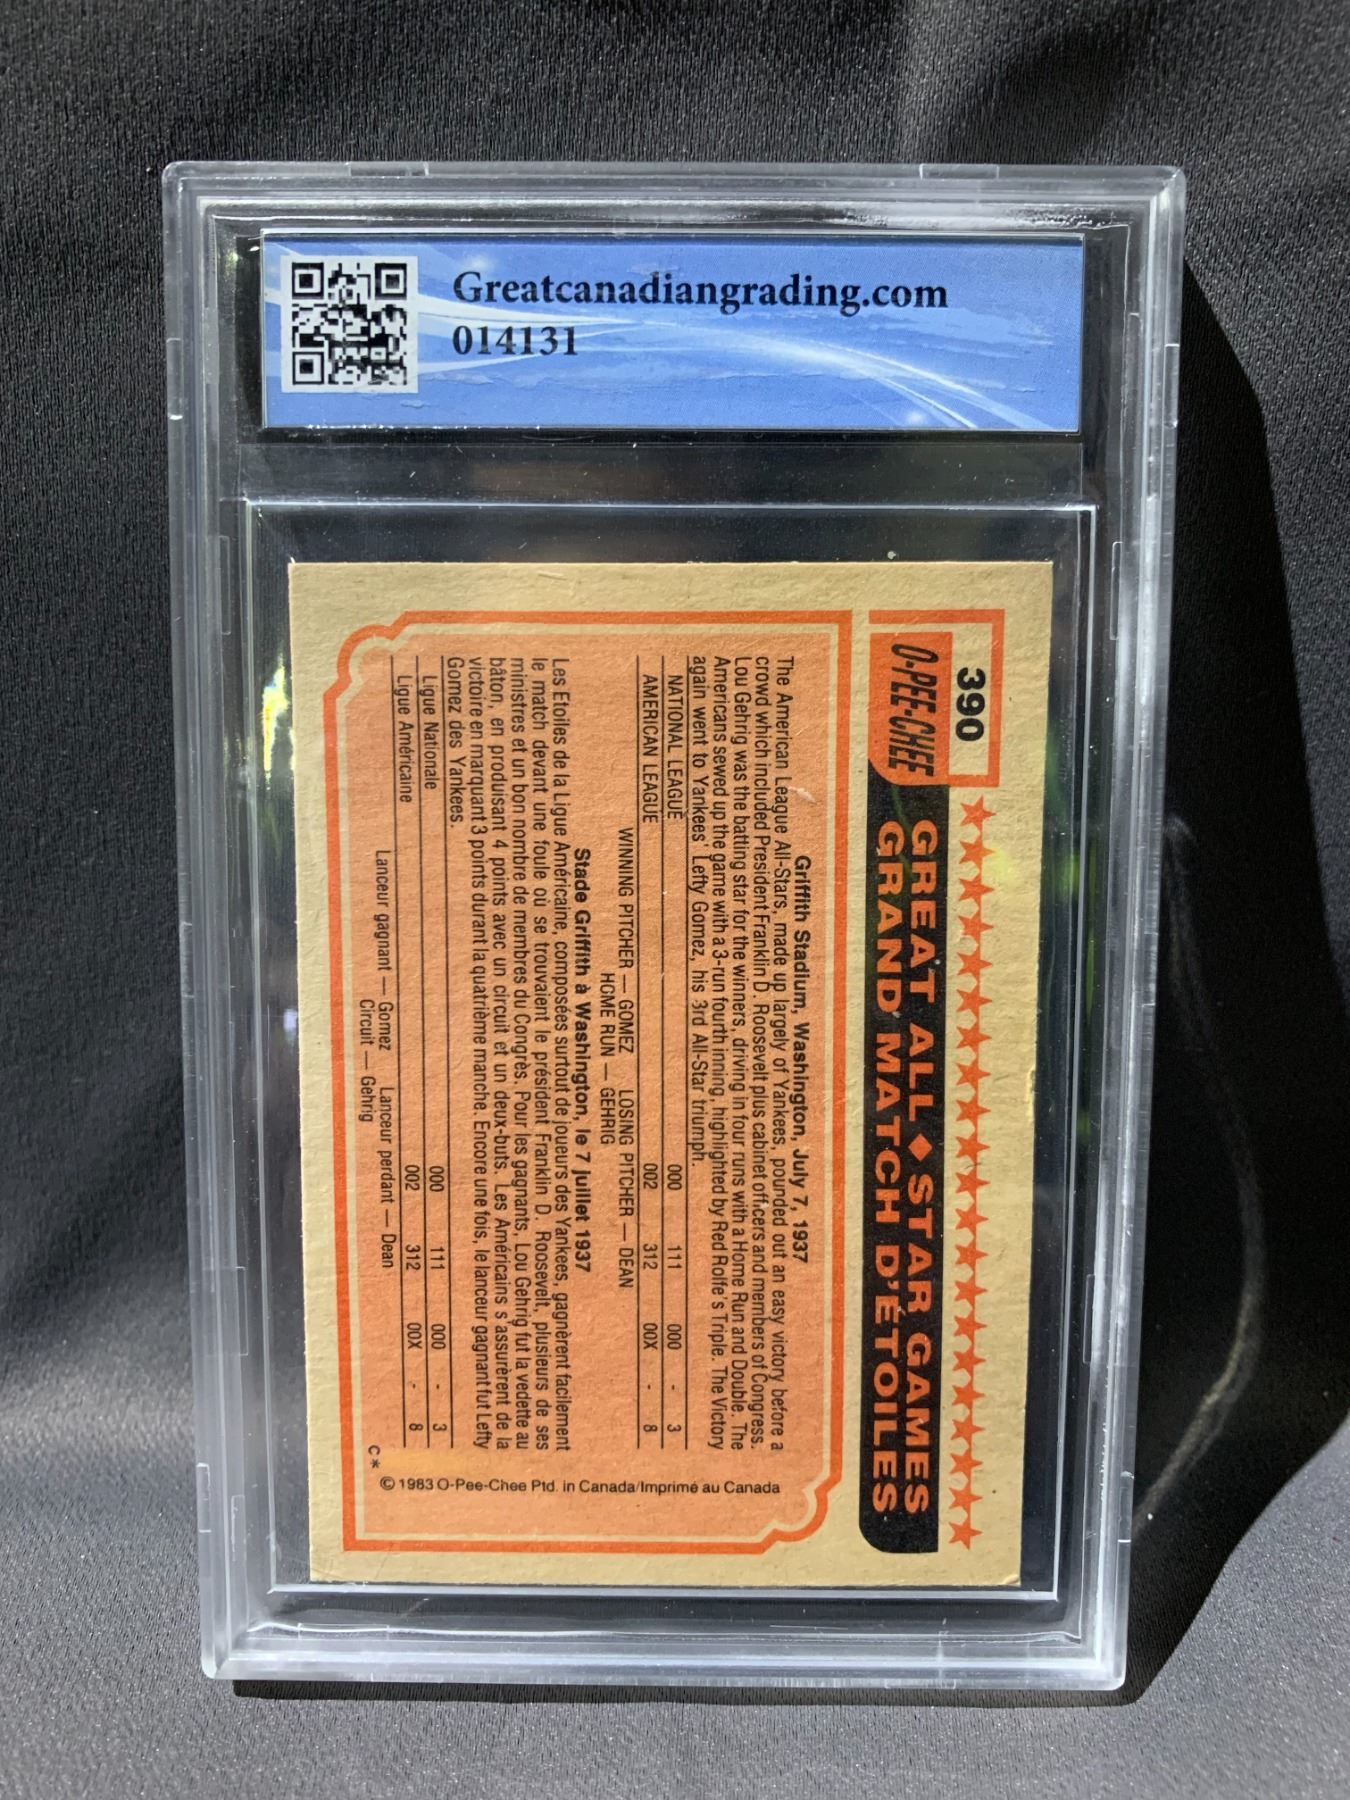 Greatcanadiangrading.com
014131
390
O-PEE-CHEE
GREAT ALL ◆ STAR GAMES
GRAND MATCH D'ÉTOILES
Griffith Stadium, Washington, July 7, 1937
The American League All-Stars, made up largely of Yankees, pounded out an easy victory before a
crowd which included President Franklin D. Roosevelt plus cabinet officers and members of Congress.
Lou Gehrig was the batting star for the winners, driving in four runs with a Home Run and Double. The
Americans sewed up the game with a 3-run fourth inning, highlighted by Red Rolfe's Triple. The Victory
again went to Yankees' Lefty Gomez, his 3rd All-Star triumph.
NATIONAL LEAGUE 000 111 000 - 3
AMERICAN LEAGUE 002 312 00X - 8
WINNING PITCHER — GOMEZ LOSING PITCHER — DEAN
HOME RUN — GEHRIG
Stade Griffith à Washington, le 7 juillet 1937
Les Etoiles de la Ligue Américaine, composées surtout de joueurs des Yankees, gagnèrent facilement
le match devant une foule où se trouvaient le président Franklin D. Roosevelt, plusieurs de ses
ministres et un bon nombre de membres du Congrès. Pour les gagnants, Lou Gehrig fut la vedette au
bâton, en produisant 4 points avec un circuit et un deux-buts. Les Américains s'assurèrent de la
victoire en marquant 3 points durant la quatrième manche. Encore une fois, le lanceur gagnant fut Lefty
Gomez des Yankees.
Ligue Nationale 000 111 000 - 3
Ligue Américaine 002 312 00X - 8
Lanceur gagnant — Gomez Lanceur perdant — Dean
Circuit — Gehrig
C*
© 1983 O-Pee-Chee Ptd. in Canada/Imprimé au Canada